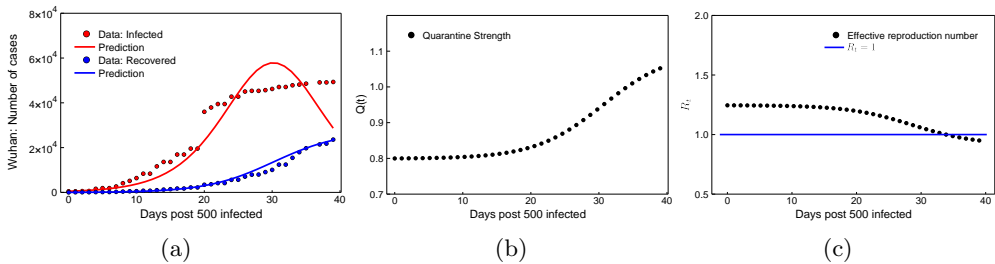 8×10⁴
6×10⁴
4×10⁴
2×10⁴
0
Wuhan: Number of cases
Data: Infected
Prediction
Data: Recovered
Prediction
0 10 20 30 40
Days post 500 infected
(a)
1.1
1.0
0.9
0.8
0.7
Q(t)
Quarantine Strength
0 10 20 30 40
Days post 500 infected
(b)
2.0
1.5
1.0
0.5
R_t
Effective reproduction number
R_t = 1
0 10 20 30 40
Days post 500 infected
(c)